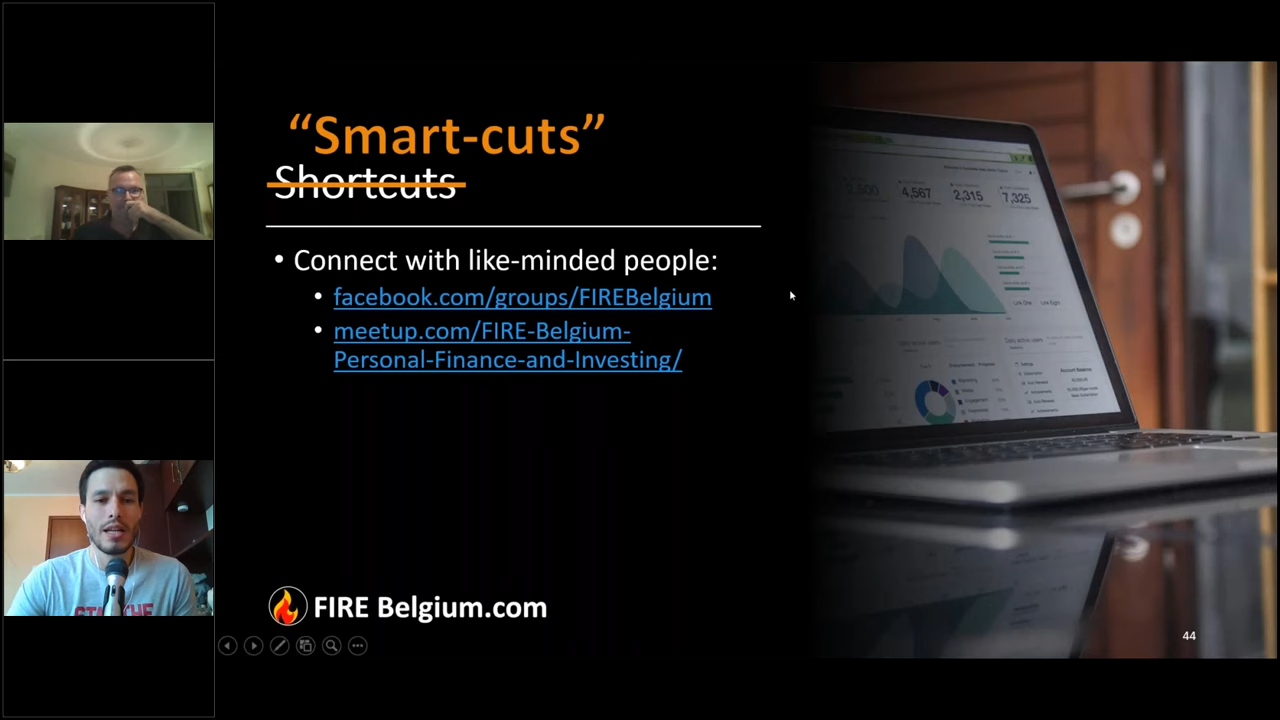 “Smart-cuts”
Shortcuts
• Connect with like-minded people:
• facebook.com/groups/FIREBelgium
• meetup.com/FIRE-Belgium-
Personal-Finance-and-Investing/
4,567
2,315
7,325
FIRE Belgium.com
44